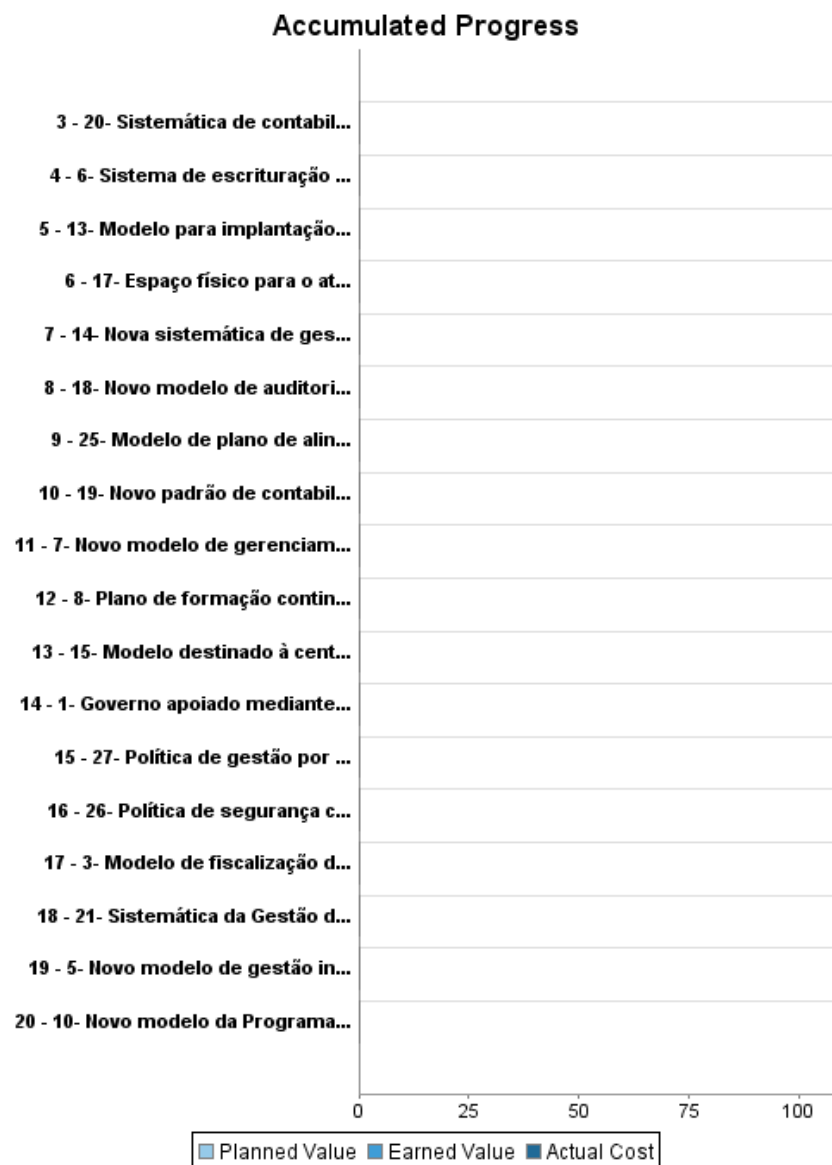 Accumulated Progress
3 - 20- Sistemática de contabil...
4 - 6- Sistema de escrituração ...
5 - 13- Modelo para implantação...
6 - 17- Espaço físico para o at...
7 - 14- Nova sistemática de ges...
8 - 18- Novo modelo de auditori...
9 - 25- Modelo de plano de alin...
10 - 19- Novo padrão de contabil...
11 - 7- Novo modelo de gerenciam...
12 - 8- Plano de formação contin...
13 - 15- Modelo destinado à cent...
14 - 1- Governo apoiado mediante...
15 - 27- Política de gestão por ...
16 - 26- Política de segurança c...
17 - 3- Modelo de fiscalização d...
18 - 21- Sistemática da Gestão d...
19 - 5- Novo modelo de gestão in...
20 - 10- Novo modelo da Programa...
0 25 50 75 100
Planned Value Earned Value Actual Cost